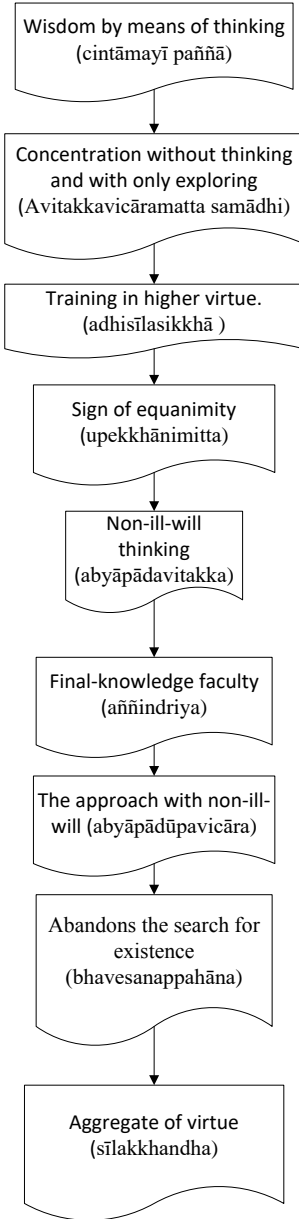 Wisdom by means of thinking
(cintāmayī paññā)
Concentration without thinking
and with only exploring
(Avitakkavicāramatta samādhi)
Training in higher virtue.
(adhisīlasikkhā )
Sign of equanimity
(upekkhānimitta)
Non-ill-will
thinking
(abyāpādavitakka)
Final-knowledge faculty
(aññindriya)
The approach with non-ill-
will (abyāpādūpavicāra)
Abandons the search for
existence
(bhavesanappahāna)
Aggregate of virtue
(sīlakkhandha)